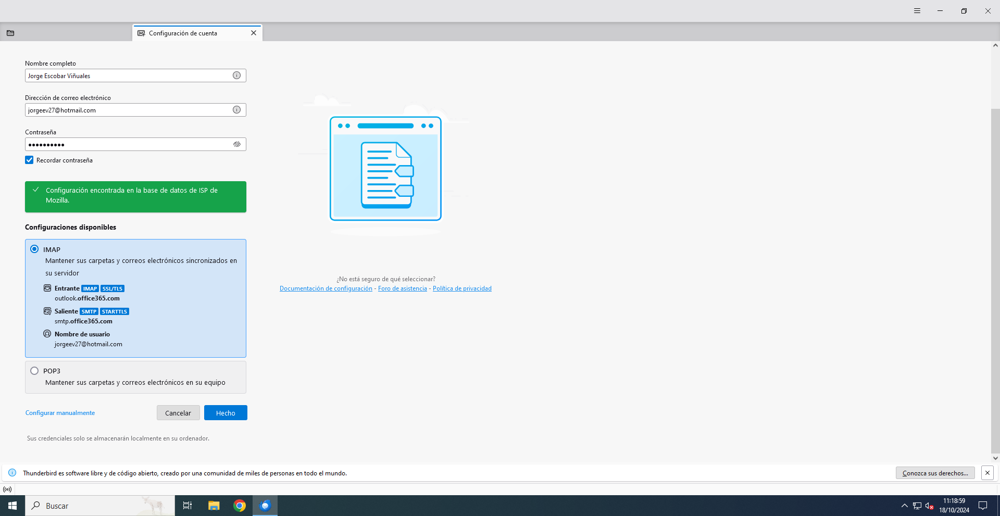 Configuración de cuenta
Nombre completo
Jorge Escobar Viñuales
Dirección de correo electrónico
jorgeev27@hotmail.com
Contraseña
••••••••••
Recordar contraseña
Configuración encontrada en la base de datos de ISP de
Mozilla.
Configuraciones disponibles
IMAP
Mantener sus carpetas y correos electrónicos sincronizados en
su servidor
Entrante IMAP SSL/TLS
outlook.office365.com
Saliente SMTP STARTTLS
smtp.office365.com
Nombre de usuario
jorgeev27@hotmail.com
POP3
Mantener sus carpetas y correos electrónicos en su equipo
Configurar manualmente
Cancelar
Hecho
Sus credenciales solo se almacenarán localmente en su ordenador.
¿No está seguro de qué seleccionar?
Documentación de configuración - Foro de asistencia - Política de privacidad
Thunderbird es software libre y de código abierto, creado por una comunidad de miles de personas en todo el mundo.
Conozca sus derechos...
Buscar
11:18:59
18/10/2024